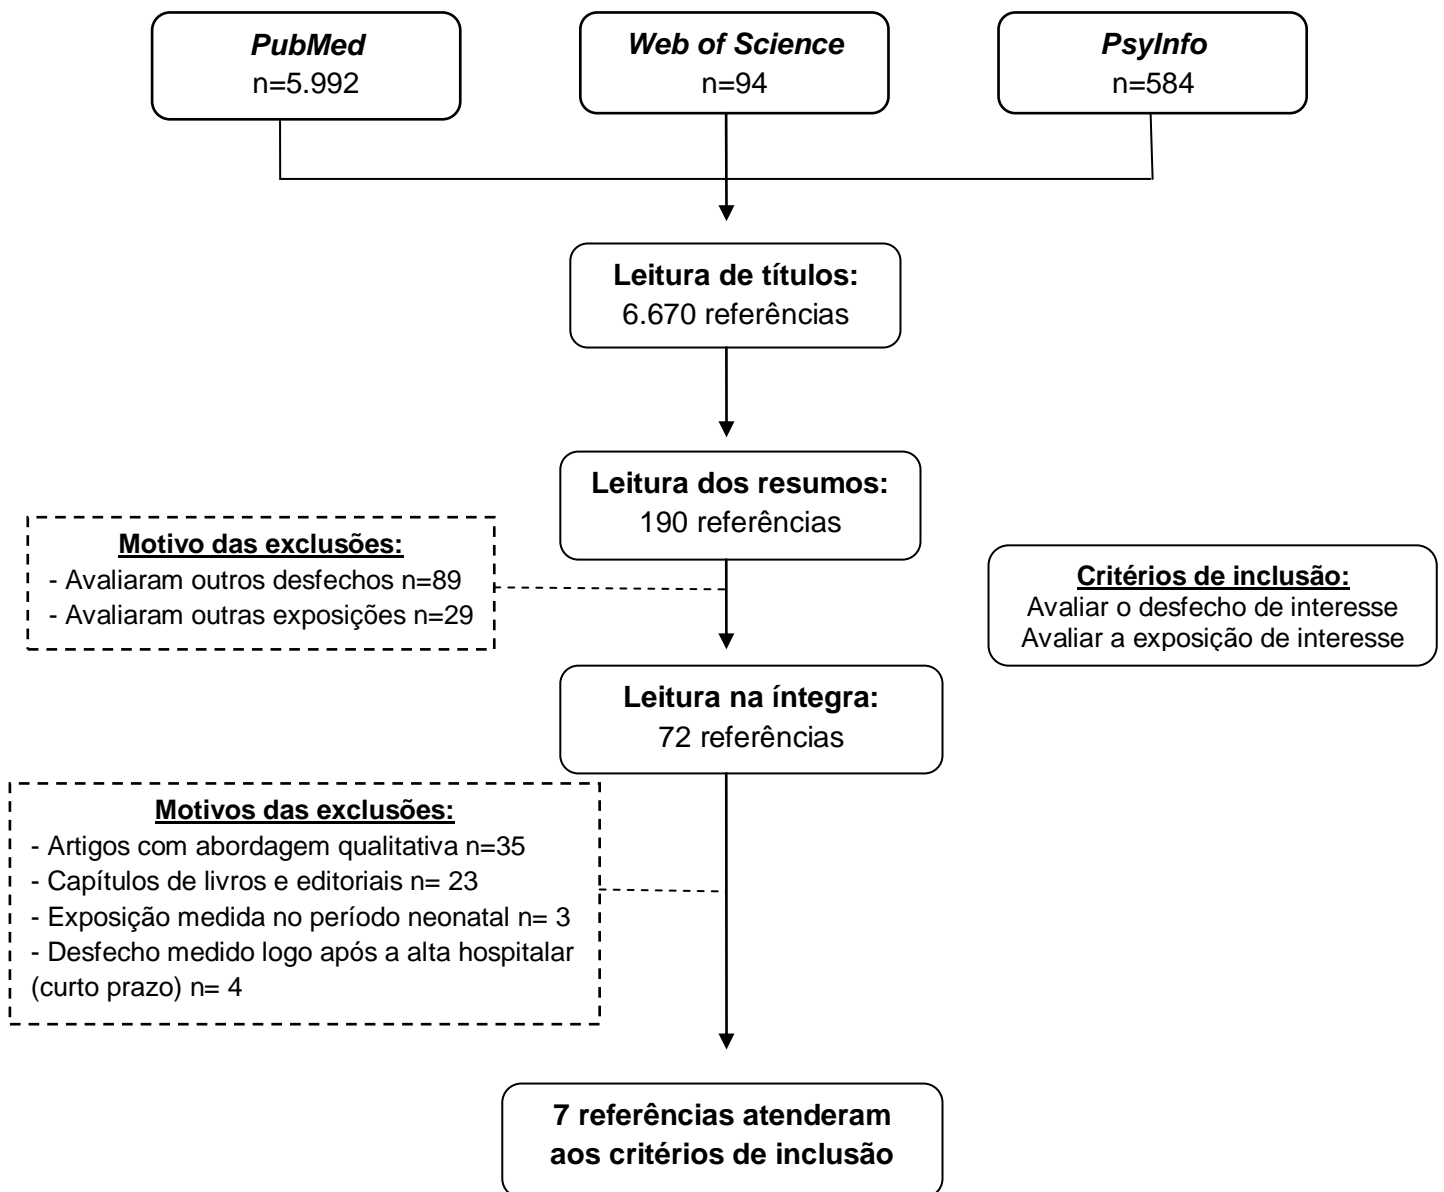 PubMed
n=5.992
Web of Science
n=94
PsyInfo
n=584
Leitura de títulos:
6.670 referências
Leitura dos resumos:
190 referências
Motivo das exclusões:
- Avaliaram outros desfechos n=89
- Avaliaram outras exposições n=29
Critérios de inclusão:
Avaliar o desfecho de interesse
Avaliar a exposição de interesse
Leitura na íntegra:
72 referências
Motivos das exclusões:
- Artigos com abordagem qualitativa n=35
- Capítulos de livros e editoriais n= 23
- Exposição medida no período neonatal n= 3
- Desfecho medido logo após a alta hospitalar
(curto prazo) n= 4
7 referências atenderam
aos critérios de inclusão